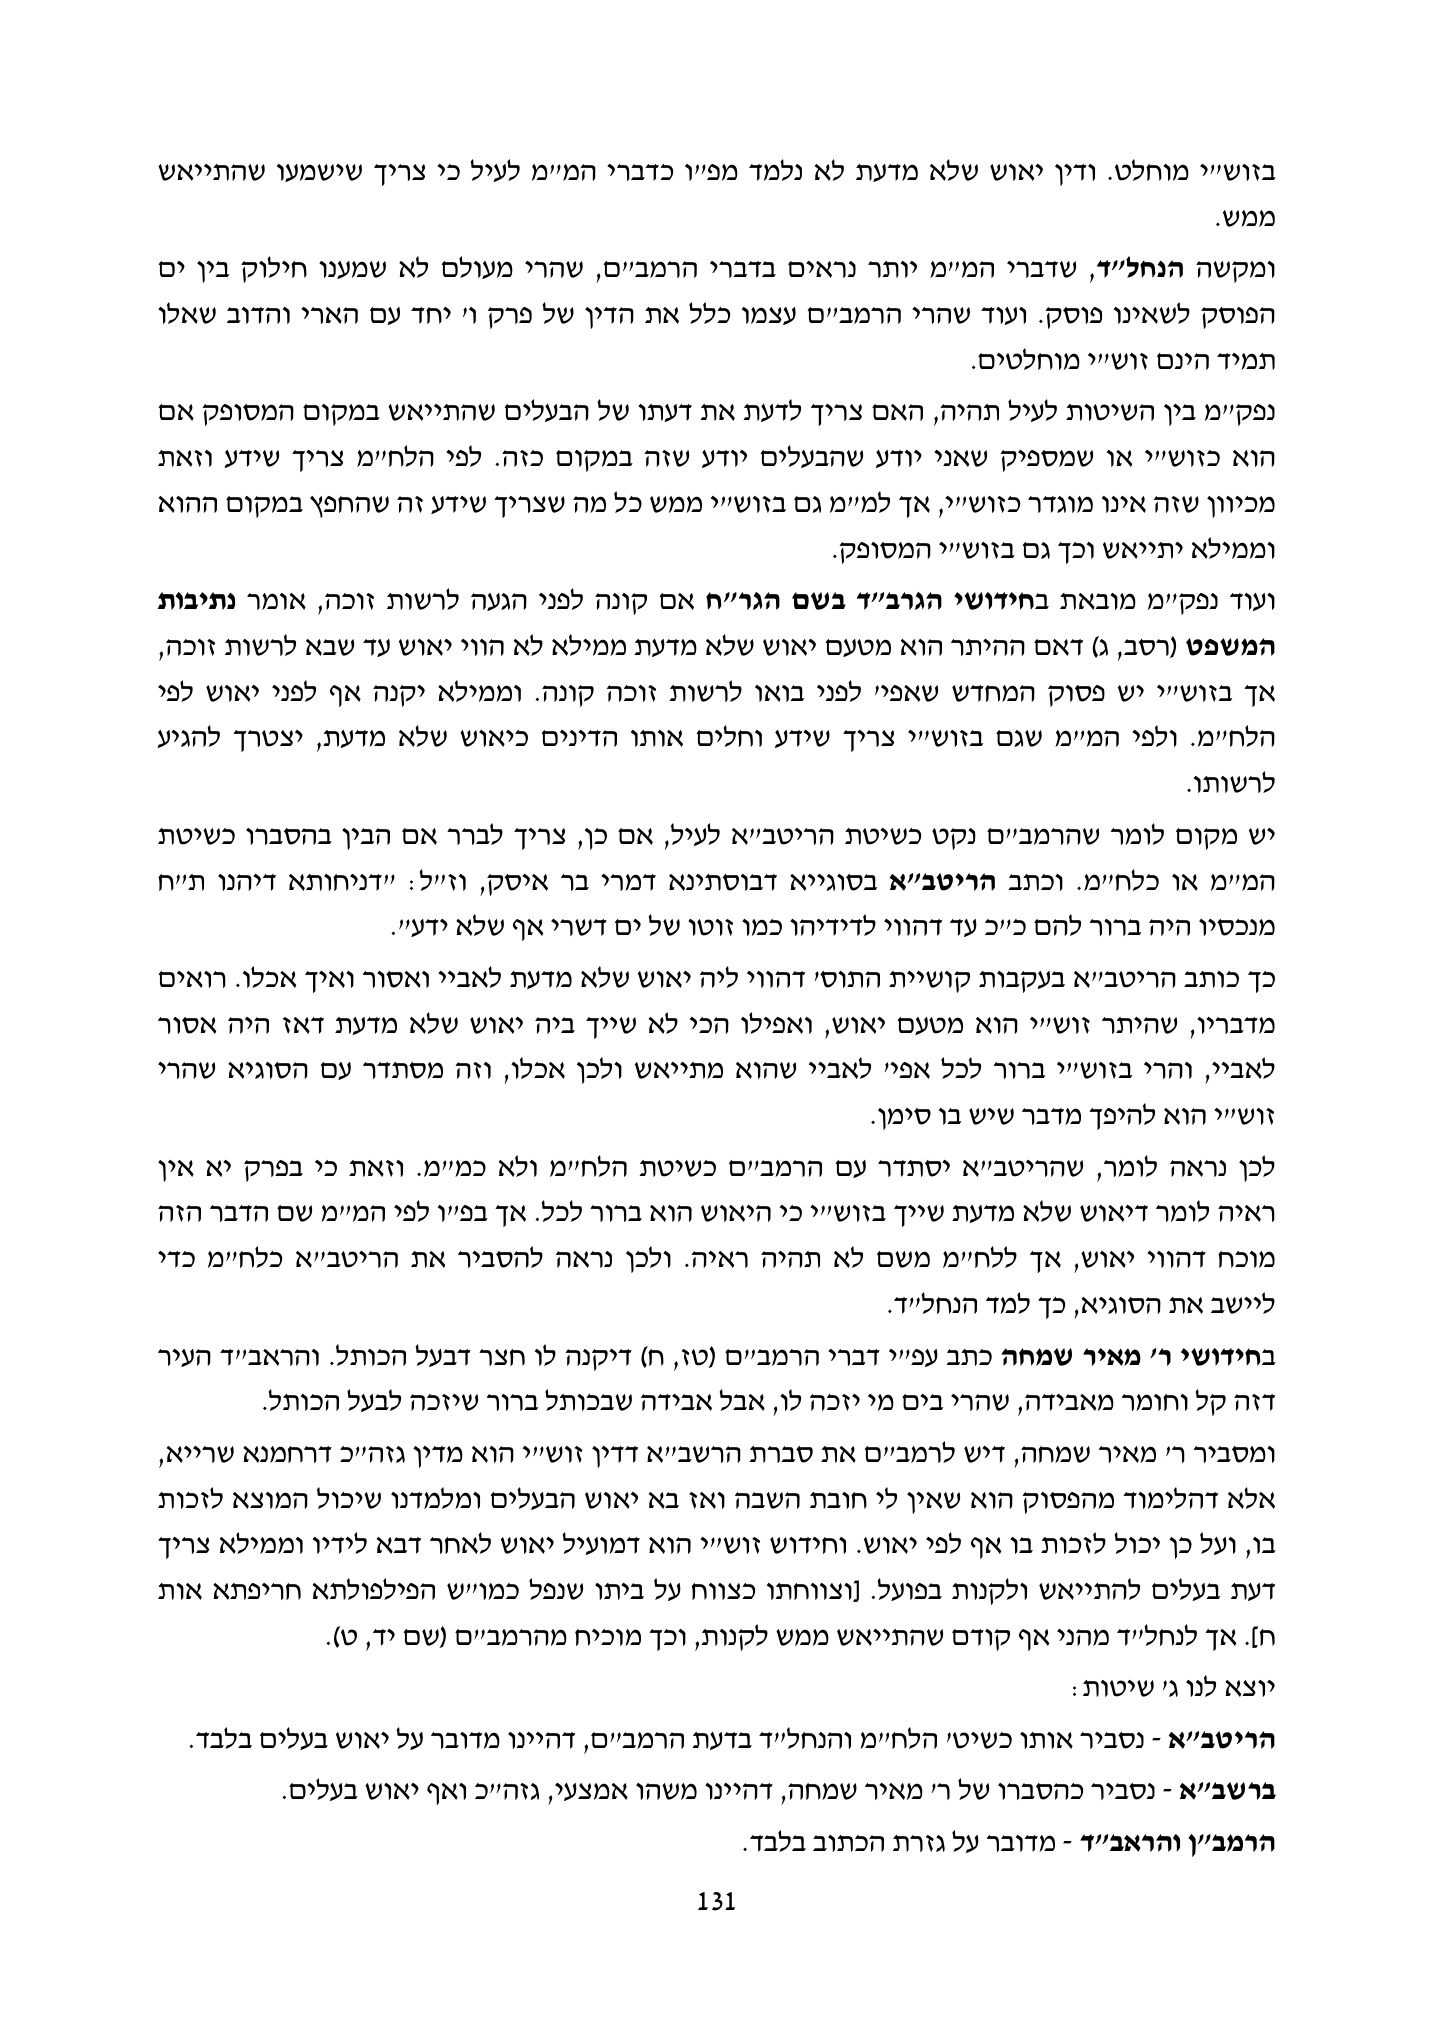 בזוש״י מוחלט. ודין יאוש שלא מדעת לא נלמד מפ״ו כדברי המ״מ לעיל כי צריך שישמעו שהתייאש
ממש.
ומקשה הנחל״ד, שדברי המ״מ יותר נראים בדברי הרמב״ם, שהרי מעולם לא שמענו חילוק בין ים
הפוסק לשאינו פוסק. ועוד שהרי הרמב״ם עצמו כלל את הדין של פרק ו׳ יחד עם הארי והדוב שאלו
תמיד הינם זוש״י מוחלטים.
נפק״מ בין השיטות לעיל תהיה, האם צריך לדעת את דעתו של הבעלים שהתייאש במקום המסופק אם
הוא כזוש״י או שמספיק שאני יודע שהבעלים יודע שזה במקום כזה. לפי הלח״מ צריך שידע וזאת
מכיוון שזה אינו מוגדר כזוש״י, אך למ״מ גם בזוש״י ממש כל מה שצריך שידע זה שהחפץ במקום ההוא
וממילא יתייאש וכך גם בזוש״י המסופק.
ועוד נפק״מ מובאת בחידושי הגרב״ד בשם הגר״ח אם קונה לפני הגעה לרשות זוכה, אומר נתיבות
המשפט (רסב, ג) דאם ההיתר הוא מטעם יאוש שלא מדעת ממילא לא הווי יאוש עד שבא לרשות זוכה,
אך בזוש״י יש פסוק המחדש שאפי׳ לפני בואו לרשות זוכה קונה. וממילא יקנה אף לפני יאוש לפי
הלח״מ. ולפי המ״מ שגם בזוש״י צריך שידע וחלים אותו הדינים כיאוש שלא מדעת, יצטרך להגיע
לרשותו.
יש מקום לומר שהרמב״ם נקט כשיטת הריטב״א לעיל, אם כן, צריך לברר אם הבין בהסברו כשיטת
המ״מ או כלח״מ. וכתב הריטב״א בסוגייא דבוסתינא דמרי בר איסק, וז״ל: ״דניחותא דיהנו ת״ח
מנכסיו היה ברור להם כ״כ עד דהווי לדידיהו כמו זוטו של ים דשרי אף שלא ידע״.
כך כותב הריטב״א בעקבות קושיית התוס׳ דהווי ליה יאוש שלא מדעת לאביי ואסור ואיך אכלו. רואים
מדבריו, שהיתר זוש״י הוא מטעם יאוש, ואפילו הכי לא שייך ביה יאוש שלא מדעת דאז היה אסור
לאביי, והרי בזוש״י ברור לכל אפי׳ לאביי שהוא מתייאש ולכן אכלו, וזה מסתדר עם הסוגיא שהרי
זוש״י הוא להיפך מדבר שיש בו סימן.
לכן נראה לומר, שהריטב״א יסתדר עם הרמב״ם כשיטת הלח״מ ולא כמ״מ. וזאת כי בפרק יא אין
ראיה לומר דיאוש שלא מדעת שייך בזוש״י כי היאוש הוא ברור לכל. אך בפ״ו לפי המ״מ שם הדבר הזה
מוכח דהווי יאוש, אך ללח״מ משם לא תהיה ראיה. ולכן נראה להסביר את הריטב״א כלח״מ כדי
ליישב את הסוגיא, כך למד הנחל״ד.
בחידושי ר׳ מאיר שמחה כתב עפ״י דברי הרמב״ם (טז, ח) דיקנה לו חצר דבעל הכותל. והראב״ד העיר
דזה קל וחומר מאבידה, שהרי בים מי יזכה לו, אבל אבידה שבכותל ברור שיזכה לבעל הכותל.
ומסביר ר׳ מאיר שמחה, דיש לרמב״ם את סברת הרשב״א דדין זוש״י הוא מדין גזה״כ דרחמנא שרייא,
אלא דהלימוד מהפסוק הוא שאין לי חובת השבה ואז בא יאוש הבעלים ומלמדנו שיכול המוצא לזכות
בו, ועל כן יכול לזכות בו אף לפי יאוש. וחידוש זוש״י הוא דמועיל יאוש לאחר דבא לידיו וממילא צריך
דעת בעלים להתייאש ולקנות בפועל. [וצווחתו כצווח על ביתו שנפל כמו״ש הפילפולתא חריפתא אות
ח]. אך לנחל״ד מהני אף קודם שהתייאש ממש לקנות, וכך מוכיח מהרמב״ם (שם יד, ט).
יוצא לנו ג׳ שיטות:
הריטב״א - נסביר אותו כשיט׳ הלח״מ והנחל״ד בדעת הרמב״ם, דהיינו מדובר על יאוש בעלים בלבד.
ברשב״א - נסביר כהסברו של ר׳ מאיר שמחה, דהיינו משהו אמצעי, גזה״כ ואף יאוש בעלים.
הרמב״ן והראב״ד - מדובר על גזרת הכתוב בלבד.
131